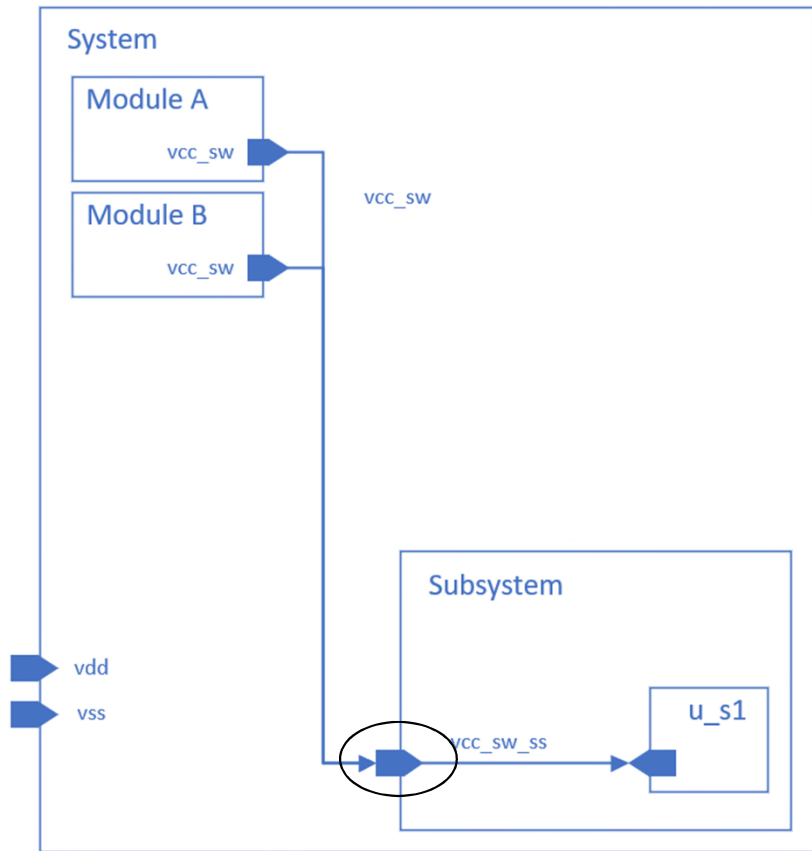 System
Module A
vcc_sw
vcc_sw
Module B
vcc_sw
Subsystem
vdd
u_s1
vss
vcc_sw_ss